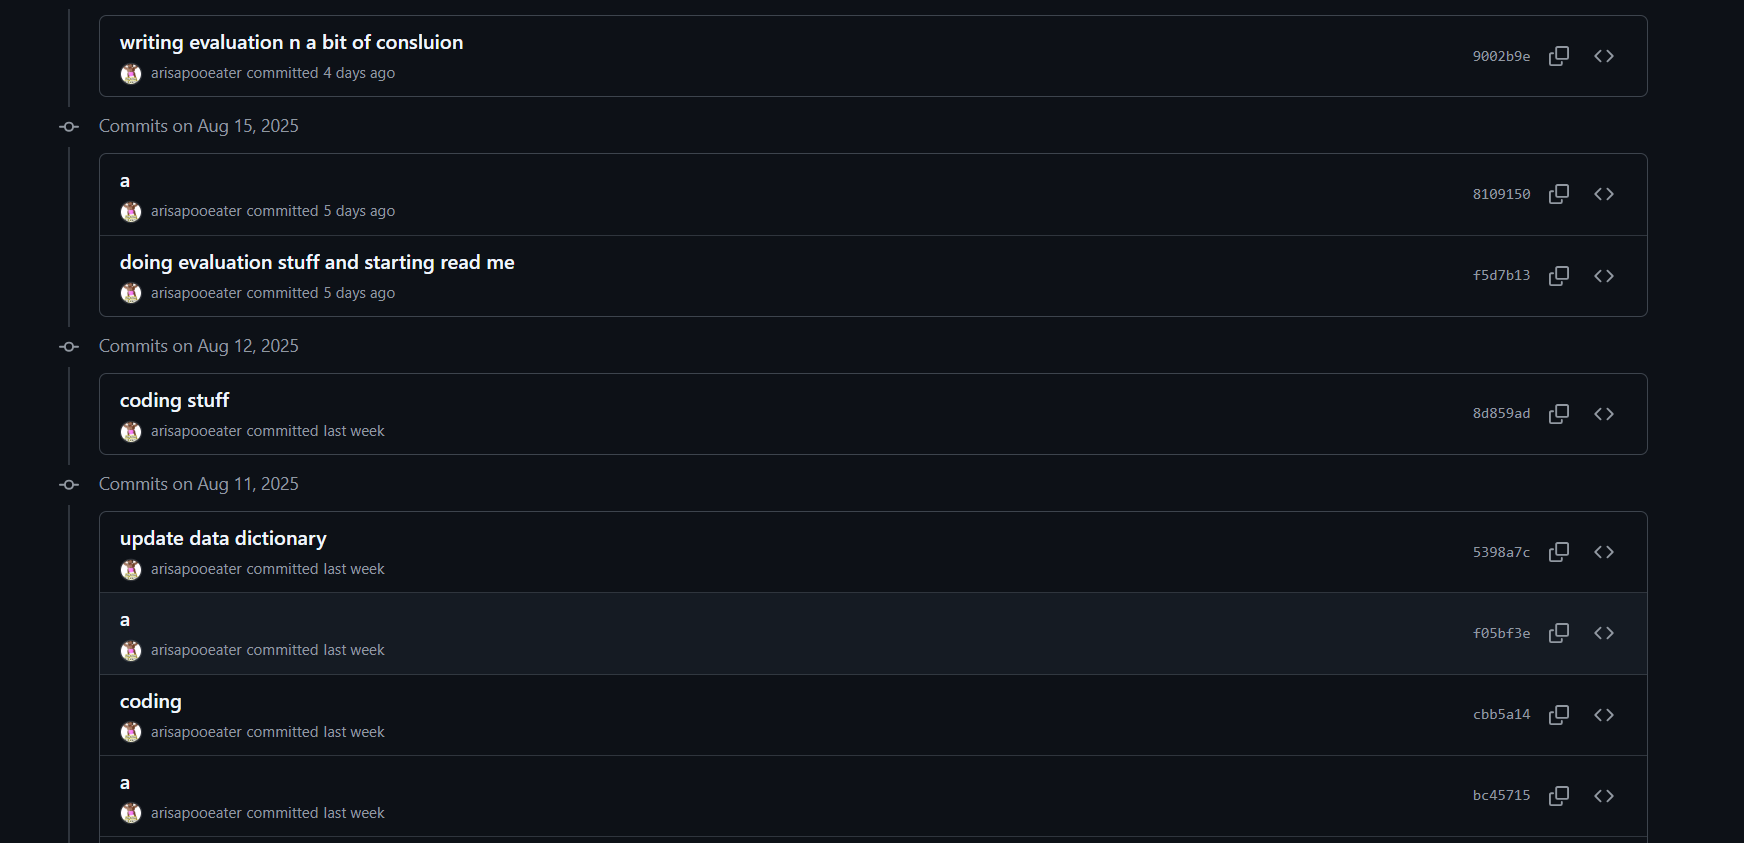 writing evaluation n a bit of consluion
arisapooeater committed 4 days ago
9002b9e
Commits on Aug 15, 2025
a
arisapooeater committed 5 days ago
8109150
doing evaluation stuff and starting read me
arisapooeater committed 5 days ago
f5d7b13
Commits on Aug 12, 2025
coding stuff
arisapooeater committed last week
8d859ad
Commits on Aug 11, 2025
update data dictionary
arisapooeater committed last week
5398a7c
a
arisapooeater committed last week
f05bf3e
coding
arisapooeater committed last week
cbb5a14
a
arisapooeater committed last week
bc45715